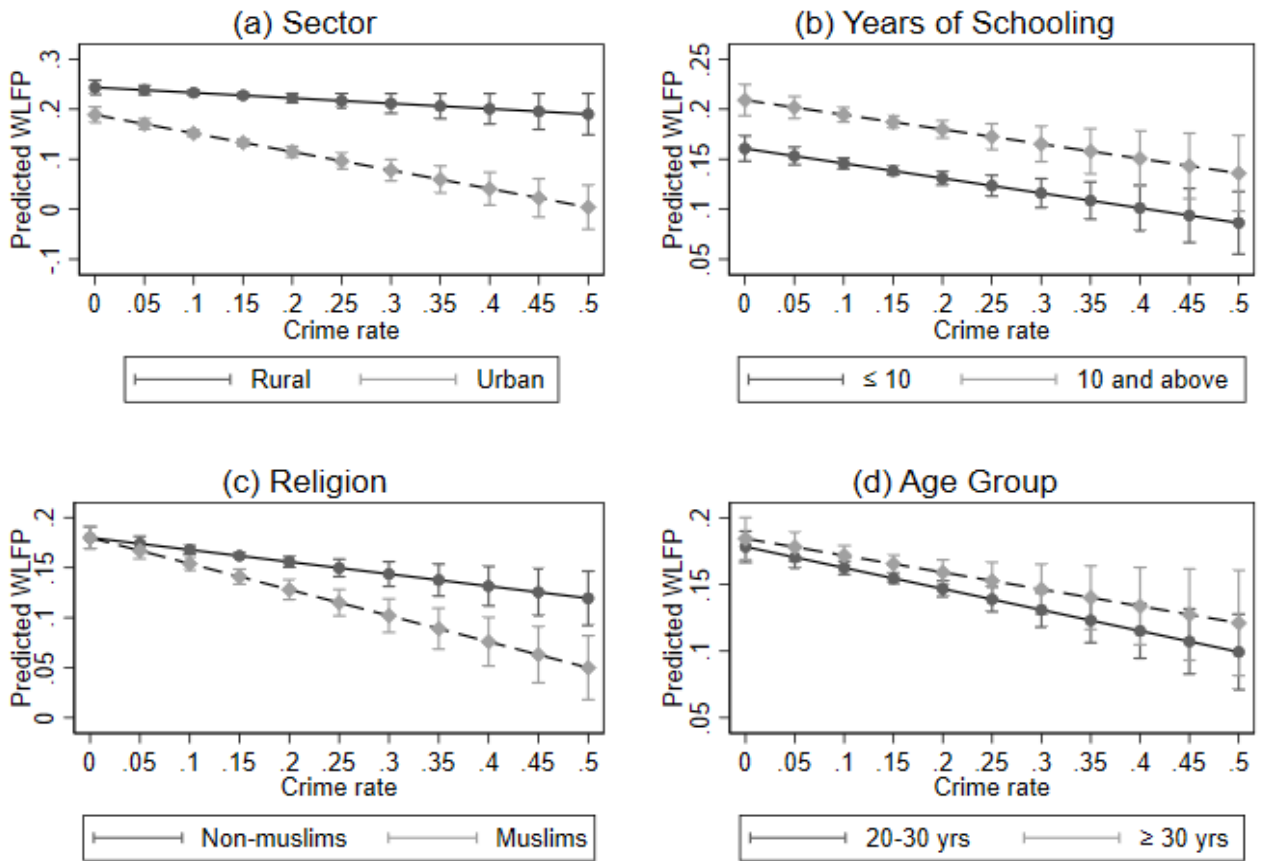 (a) Sector
Predicted WLFP
.3
.2
.1
0
-.1
0 .05 .1 .15 .2 .25 .3 .35 .4 .45 .5
Crime rate
Rural Urban
(b) Years of Schooling
Predicted WLFP
.25
.2
.15
.1
.05
0 .05 .1 .15 .2 .25 .3 .35 .4 .45 .5
Crime rate
≤ 10 10 and above
(c) Religion
Predicted WLFP
.2
.15
.1
.05
0
0 .05 .1 .15 .2 .25 .3 .35 .4 .45 .5
Crime rate
Non-muslims Muslims
(d) Age Group
Predicted WLFP
.2
.15
.1
.05
0 .05 .1 .15 .2 .25 .3 .35 .4 .45 .5
Crime rate
20-30 yrs ≥ 30 yrs